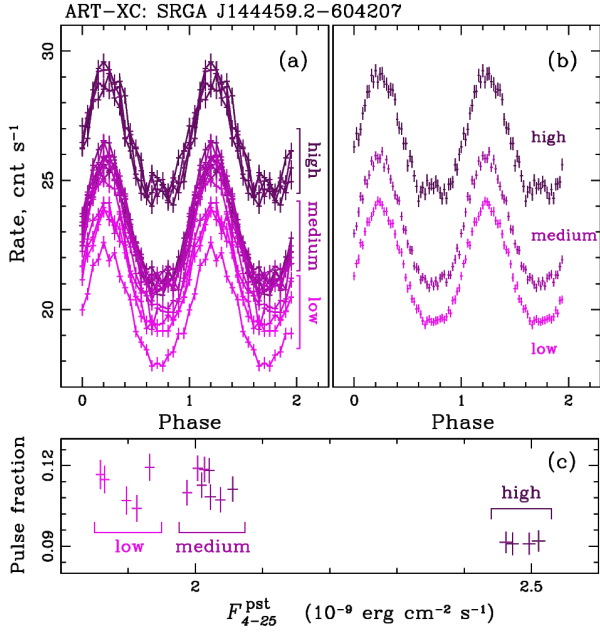 ART-XC: SRGA J144459.2-604207
(a)
(b)
Rate, cnt s⁻¹
30
25
20
high
medium
low
high
medium
low
0 1 2
0 1 2
Phase
Phase
(c)
Pulse fraction
0.12
0.09
low
medium
high
2 2.5
F^pst_4-25 (10⁻⁹ erg cm⁻² s⁻¹)